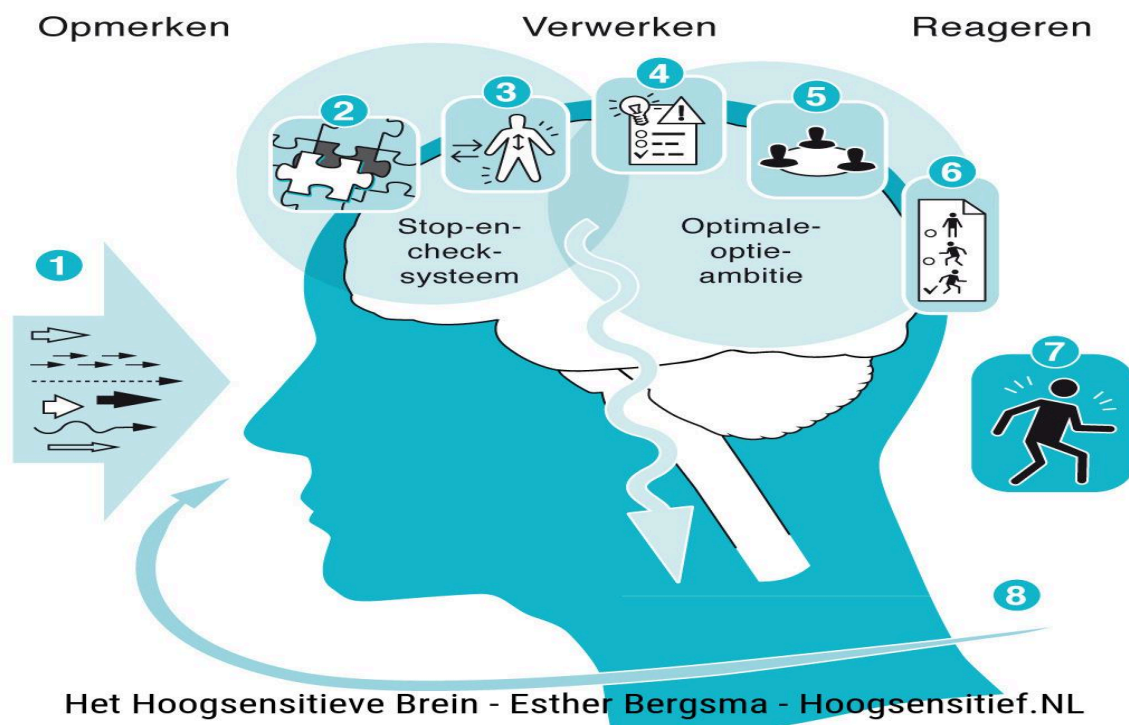 Opmerken Verwerken Reageren
1
2
3
4
5
6
7
8
Stop-en-
check-
systeem
Optimale-
optie-
ambitie
Het Hoogsensitieve Brein - Esther Bergsma - Hoogsensitief.NL